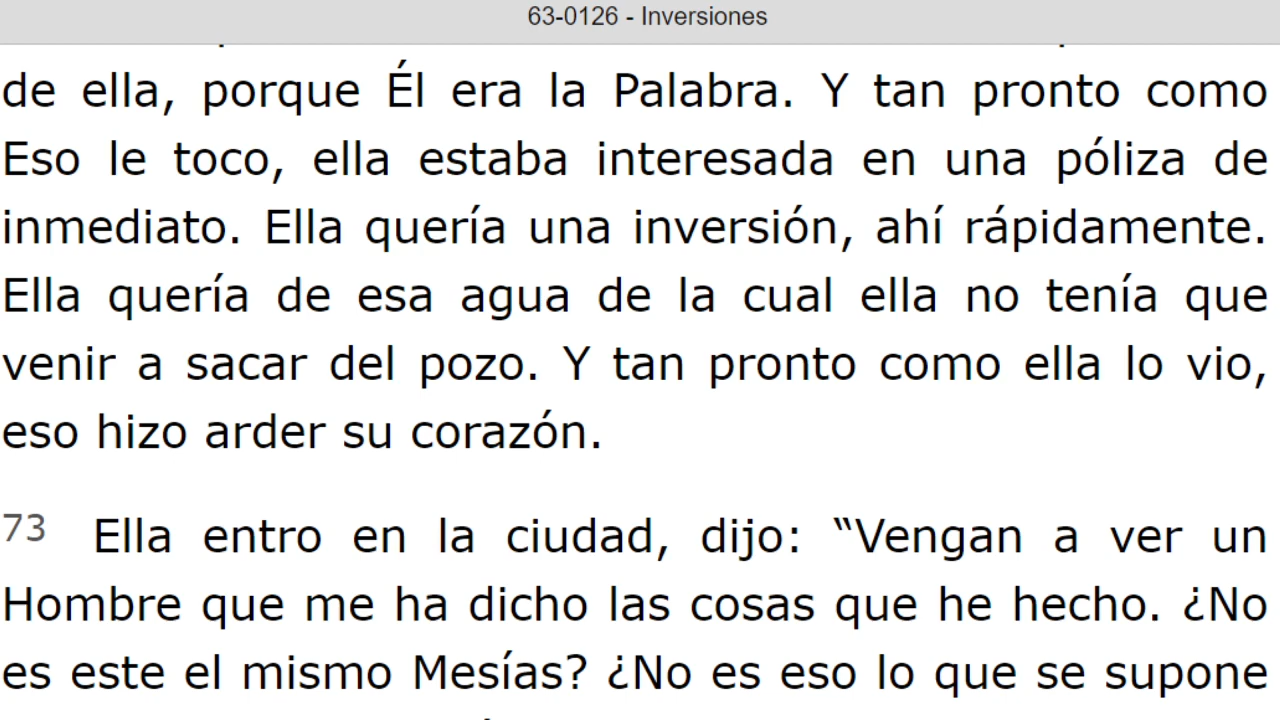 63-0126 - Inversiones
de ella, porque Él era la Palabra. Y tan pronto como
Eso le toco, ella estaba interesada en una póliza de
inmediato. Ella quería una inversión, ahí rápidamente.
Ella quería de esa agua de la cual ella no tenía que
venir a sacar del pozo. Y tan pronto como ella lo vio,
eso hizo arder su corazón.
73 Ella entro en la ciudad, dijo: “Vengan a ver un
Hombre que me ha dicho las cosas que he hecho. ¿No
es este el mismo Mesías? ¿No es eso lo que se supone